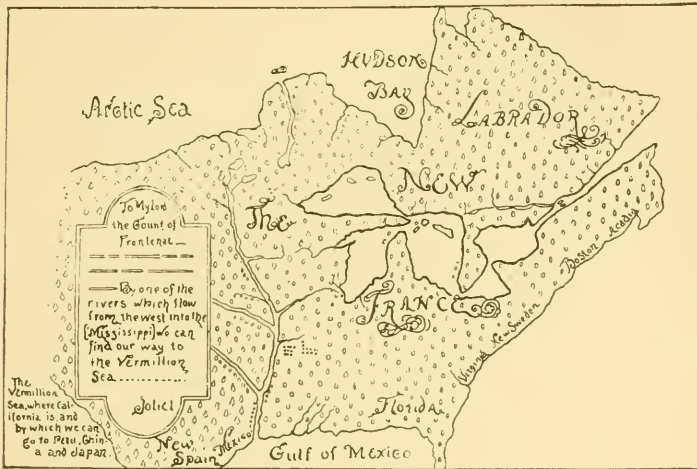 Hudson
Bay
Arctic Sea
Labrador
New
The
France
To Mylord
the Count of
Frontenac
By one of the
rivers which flow
from the west into the
[Mississippi] we can
find our way to
the Vermillion
Sea...........
Joliet
The
Vermillion
Sea, where Cal-
ifornia is, and
by which we can
go to Peru, Chin-
a and Japan.
New
Spain
Mexico
Gulf of Mexico
Florida
Virginia
New Sweden
Boston
Acadia